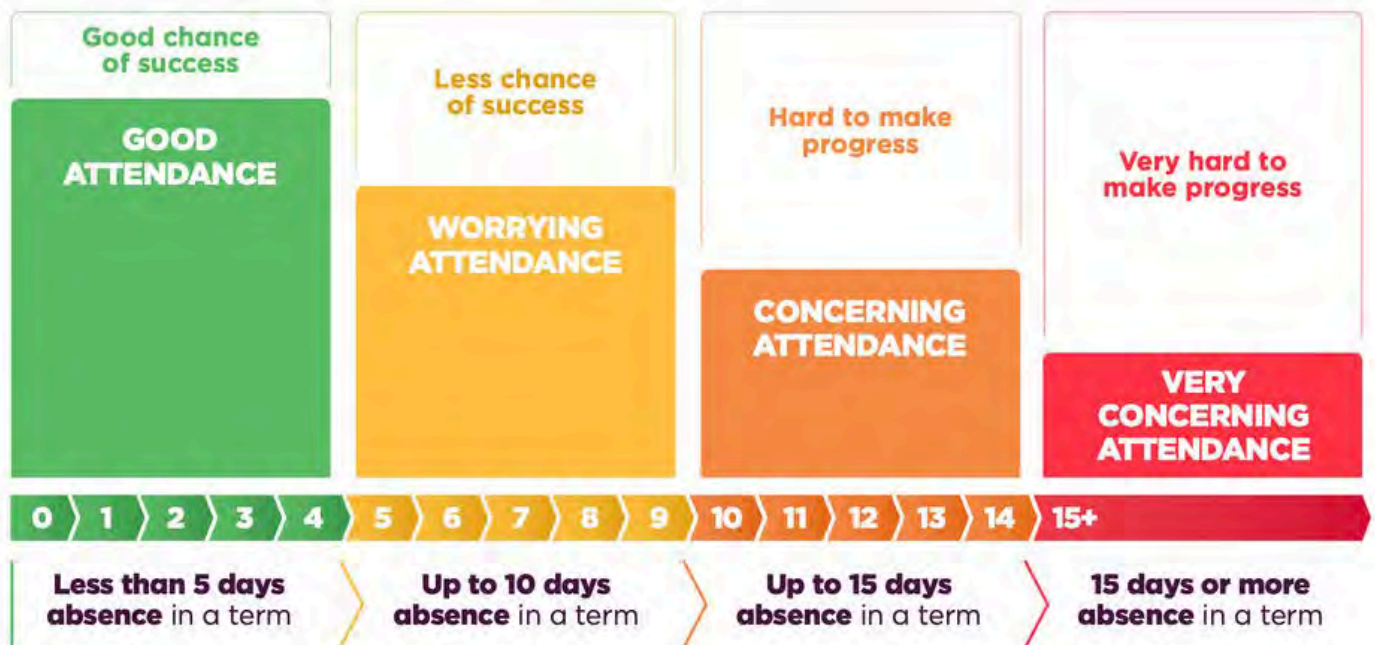 Good chance
of success
GOOD
ATTENDANCE
Less chance
of success
WORRYING
ATTENDANCE
Hard to make
progress
CONCERNING
ATTENDANCE
Very hard to
make progress
VERY
CONCERNING
ATTENDANCE
0 1 2 3 4 5 6 7 8 9 10 11 12 13 14 15+
Less than 5 days
absence in a term
Up to 10 days
absence in a term
Up to 15 days
absence in a term
15 days or more
absence in a term